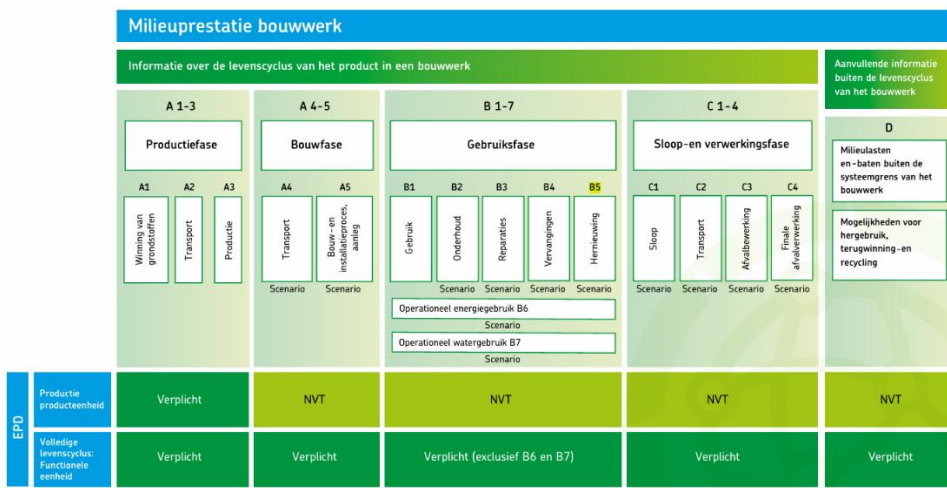 Milieuprestatie bouwwerk
Informatie over de levenscyclus van het product in een bouwwerk
Aanvullende informatie
buiten de levenscyclus
van het bouwwerk
A 1-3
A 4-5
B 1-7
C 1-4
D
Productiefase
Bouwfase
Gebruiksfase
Sloop-en verwerkingsfase
Milieulasten
en-baten buiten de
systeemgrens van het
bouwwerk
A1
A2
A3
A4
A5
B1
B2
B3
B4
B5
C1
C2
C3
C4
Winning van
grondstoffen
Transport
Productie
Transport
Bouw- en
installatieproces,
aanleg
Gebruik
Onderhoud
Reparaties
Vervangingen
Hernieuwing
Sloop
Transport
Afvalbewerking
Finale
afvalverwerking
Mogelijkheden voor
hergebruik,
terugwinning-en
recycling
Scenario
Scenario
Scenario
Scenario
Scenario
Scenario
Scenario
Scenario
Scenario
Scenario
Operationeel energiegebruik B6
Scenario
Operationeel watergebruik B7
Scenario
EPD
Productie
producteenheid
Verplicht
NVT
NVT
NVT
NVT
Volledige
levenscyclus:
Functionele
eenheid
Verplicht
Verplicht
Verplicht (exclusief B6 en B7)
Verplicht
Verplicht